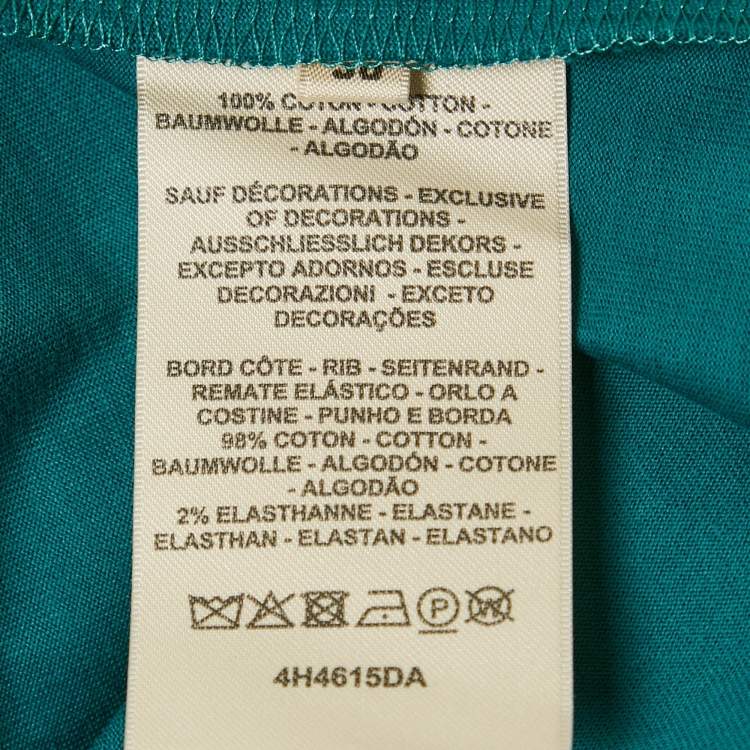 100% COTON - COTTON -
BAUMWOLLE - ALGODÓN - COTONE
- ALGODÃO
SAUF DÉCORATIONS - EXCLUSIVE
OF DECORATIONS -
AUSSCHLIESSLICH DEKORS -
EXCEPTO ADORNOS - ESCLUSE
DECORAZIONI - EXCETO
DECORAÇÕES
BORD CÔTE - RIB - SEITENRAND -
REMATE ELÁSTICO - ORLO A
COSTINE - PUNHO E BORDA
98% COTON - COTTON -
BAUMWOLLE - ALGODÓN - COTONE
- ALGODÃO
2% ELASTHANNE - ELASTANE -
ELASTHAN - ELASTAN - ELASTANO
P W
4H4615DA